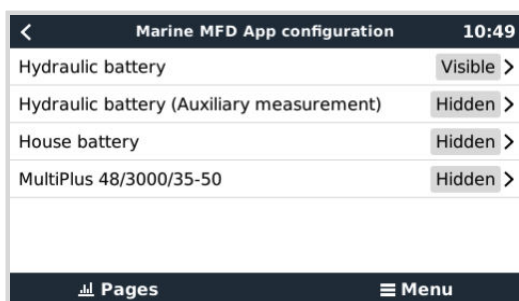 Marine MFD App configuration 10:49
Hydraulic battery Visible
Hydraulic battery (Auxiliary measurement) Hidden
House battery Hidden
MultiPlus 48/3000/35-50 Hidden
Pages Menu